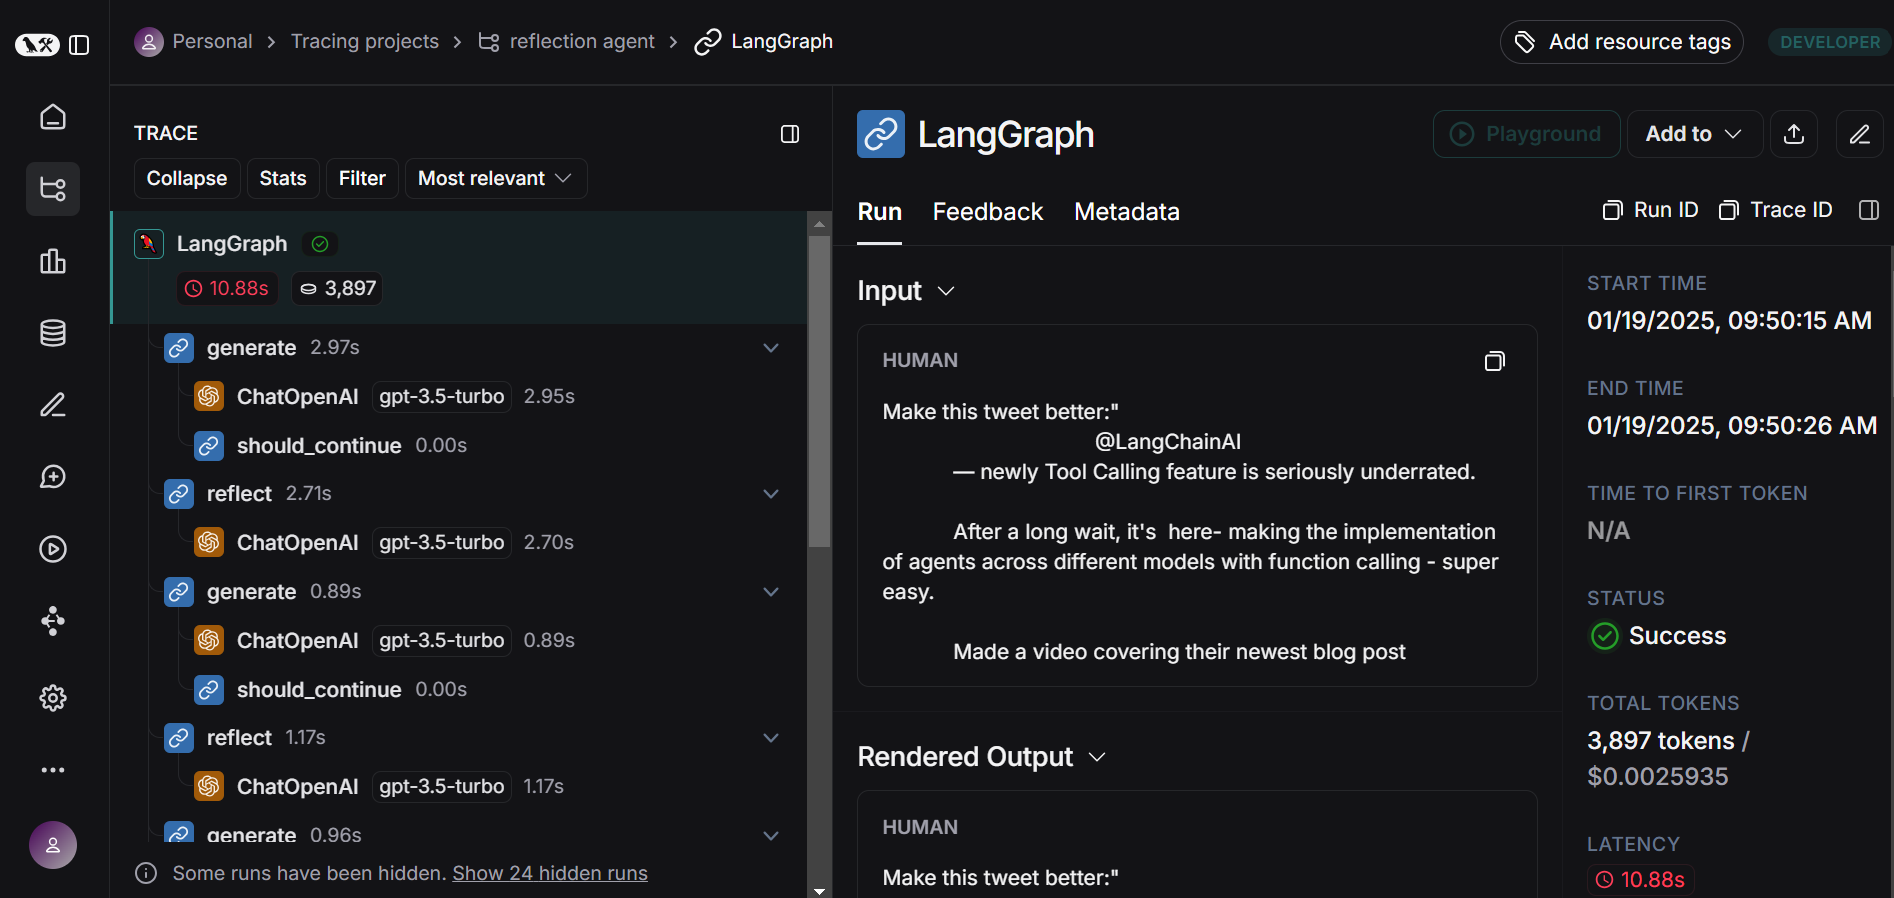 Personal > Tracing projects > reflection agent > LangGraph
Add resource tags
DEVELOPER
TRACE
Collapse
Stats
Filter
Most relevant
LangGraph
10.88s
3,897
generate 2.97s
ChatOpenAI gpt-3.5-turbo 2.95s
should_continue 0.00s
reflect 2.71s
ChatOpenAI gpt-3.5-turbo 2.70s
generate 0.89s
ChatOpenAI gpt-3.5-turbo 0.89s
should_continue 0.00s
reflect 1.17s
ChatOpenAI gpt-3.5-turbo 1.17s
generate 0.96s
Some runs have been hidden. Show 24 hidden runs
LangGraph
Playground
Add to
Run
Feedback
Metadata
Run ID
Trace ID
Input
HUMAN
Make this tweet better:"
@LangChainAI
— newly Tool Calling feature is seriously underrated.
After a long wait, it's  here- making the implementation
of agents across different models with function calling - super
easy.
Made a video covering their newest blog post
Rendered Output
HUMAN
Make this tweet better:"
START TIME
01/19/2025, 09:50:15 AM
END TIME
01/19/2025, 09:50:26 AM
TIME TO FIRST TOKEN
N/A
STATUS
Success
TOTAL TOKENS
3,897 tokens /
$0.0025935
LATENCY
10.88s